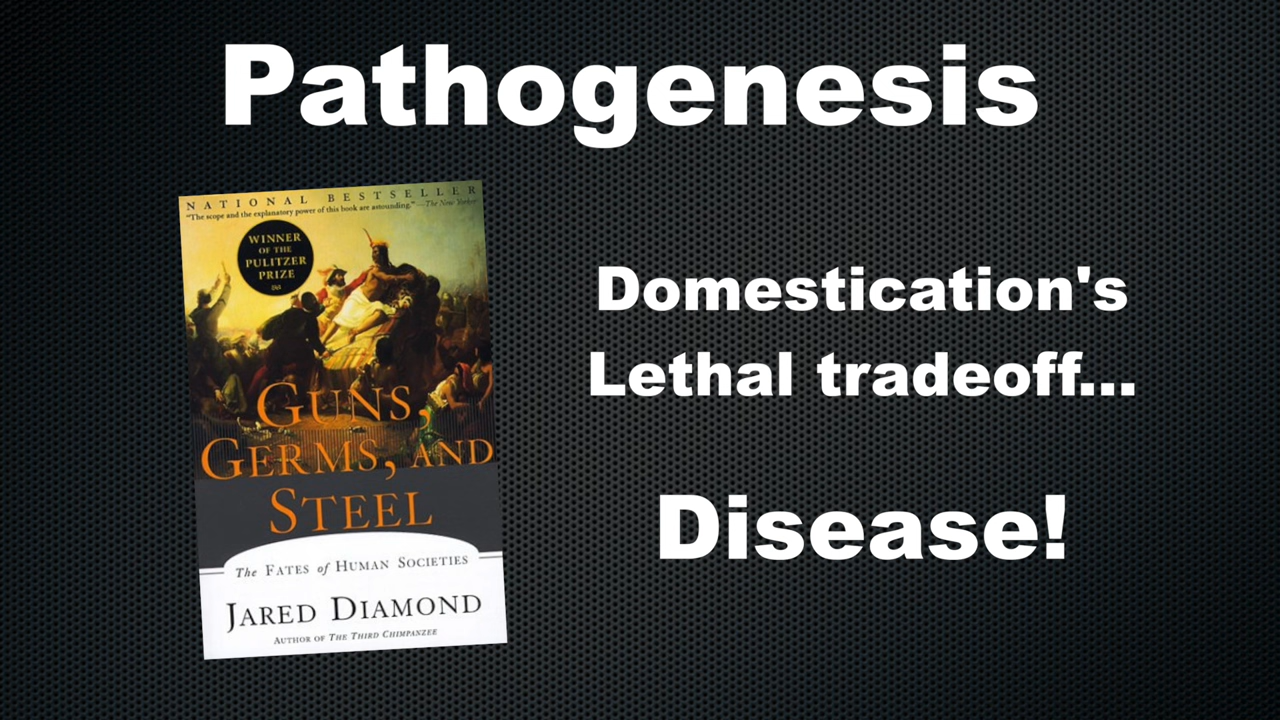 Pathogenesis
NATIONAL BESTSELLER
"The scope and the explanatory power of this book are astounding." —The New Yorker
WINNER
OF THE
PULITZER
PRIZE
GUNS,
GERMS, AND
STEEL
The FATES of HUMAN SOCIETIES
JARED DIAMOND
AUTHOR OF THE THIRD CHIMPANZEE
Domestication's
Lethal tradeoff...
Disease!